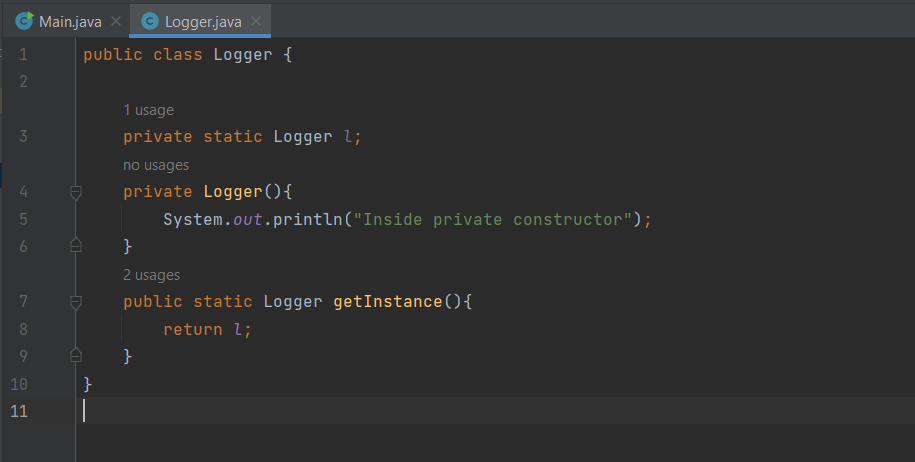 Main.java Logger.java
1 public class Logger {
2
1 usage
3 private static Logger l;
no usages
4 private Logger(){
5 System.out.println("Inside private constructor");
6 }
2 usages
7 public static Logger getInstance(){
8 return l;
9 }
10 }
11